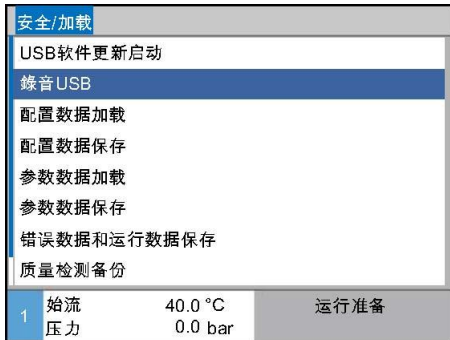 安全/加载
USB软件更新启动
錄音USB
配置数据加载
配置数据保存
参数数据加载
参数数据保存
错误数据和运行数据保存
质量检测备份
1 始流 40.0 °C 运行准备
压力 0.0 bar